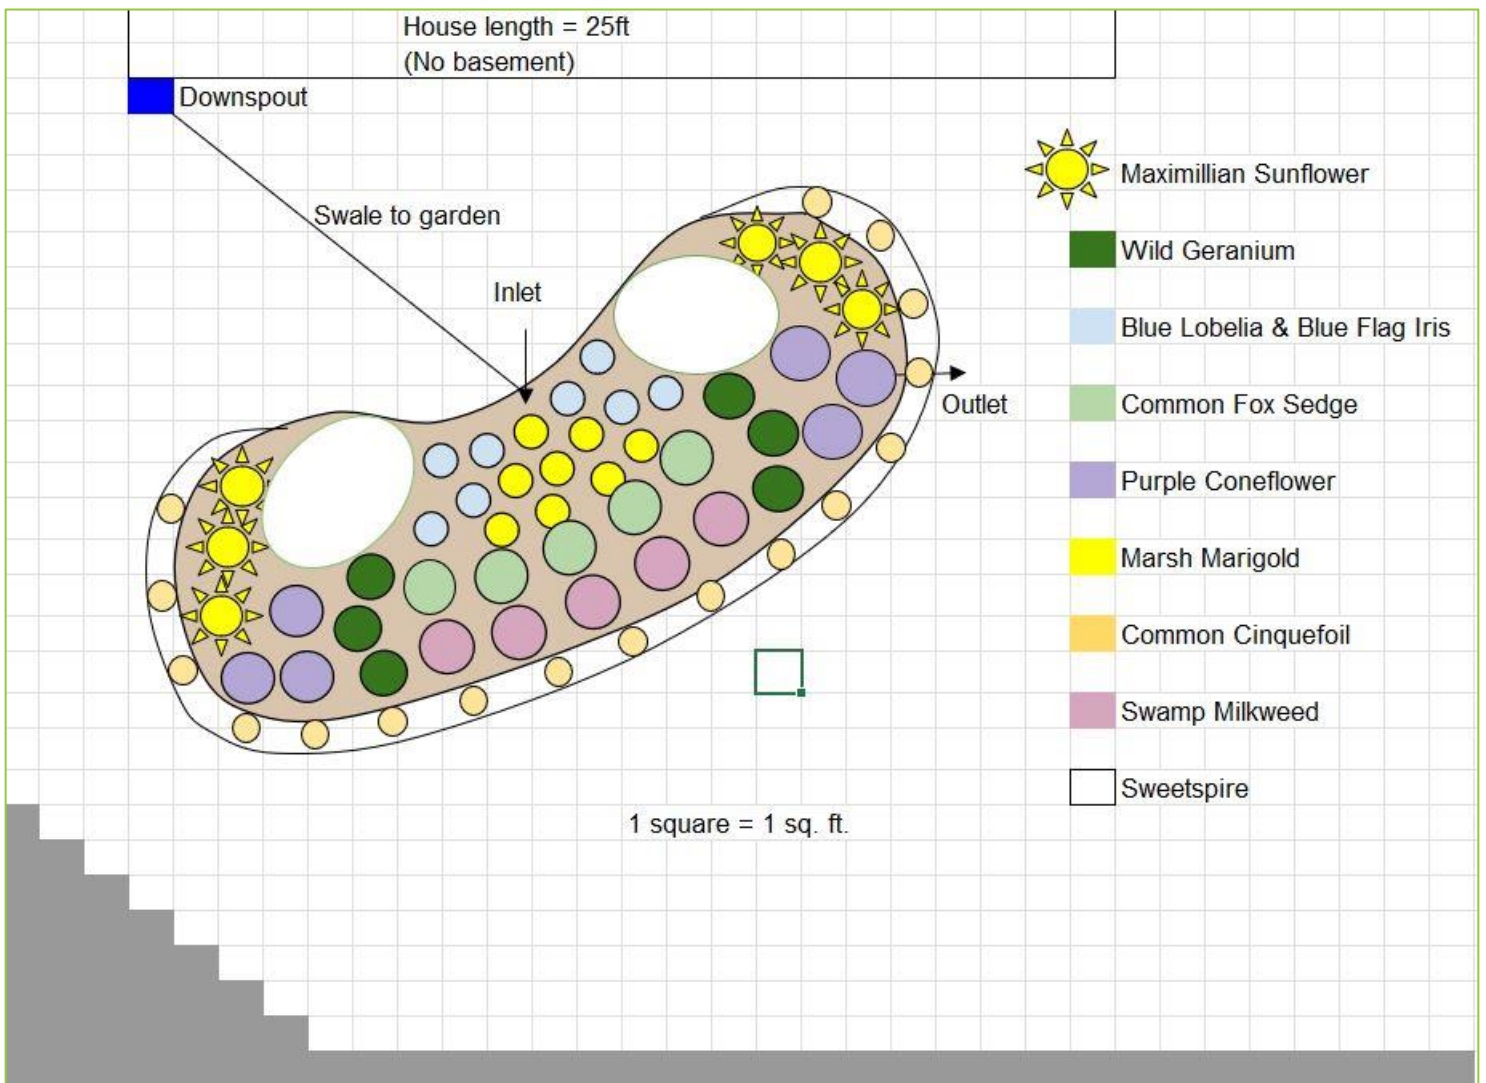 House length = 25ft
(No basement)
Downspout
Swale to garden
Inlet
Outlet
Maximillian Sunflower
Wild Geranium
Blue Lobelia & Blue Flag Iris
Common Fox Sedge
Purple Coneflower
Marsh Marigold
Common Cinquefoil
Swamp Milkweed
Sweetspire
1 square = 1 sq. ft.